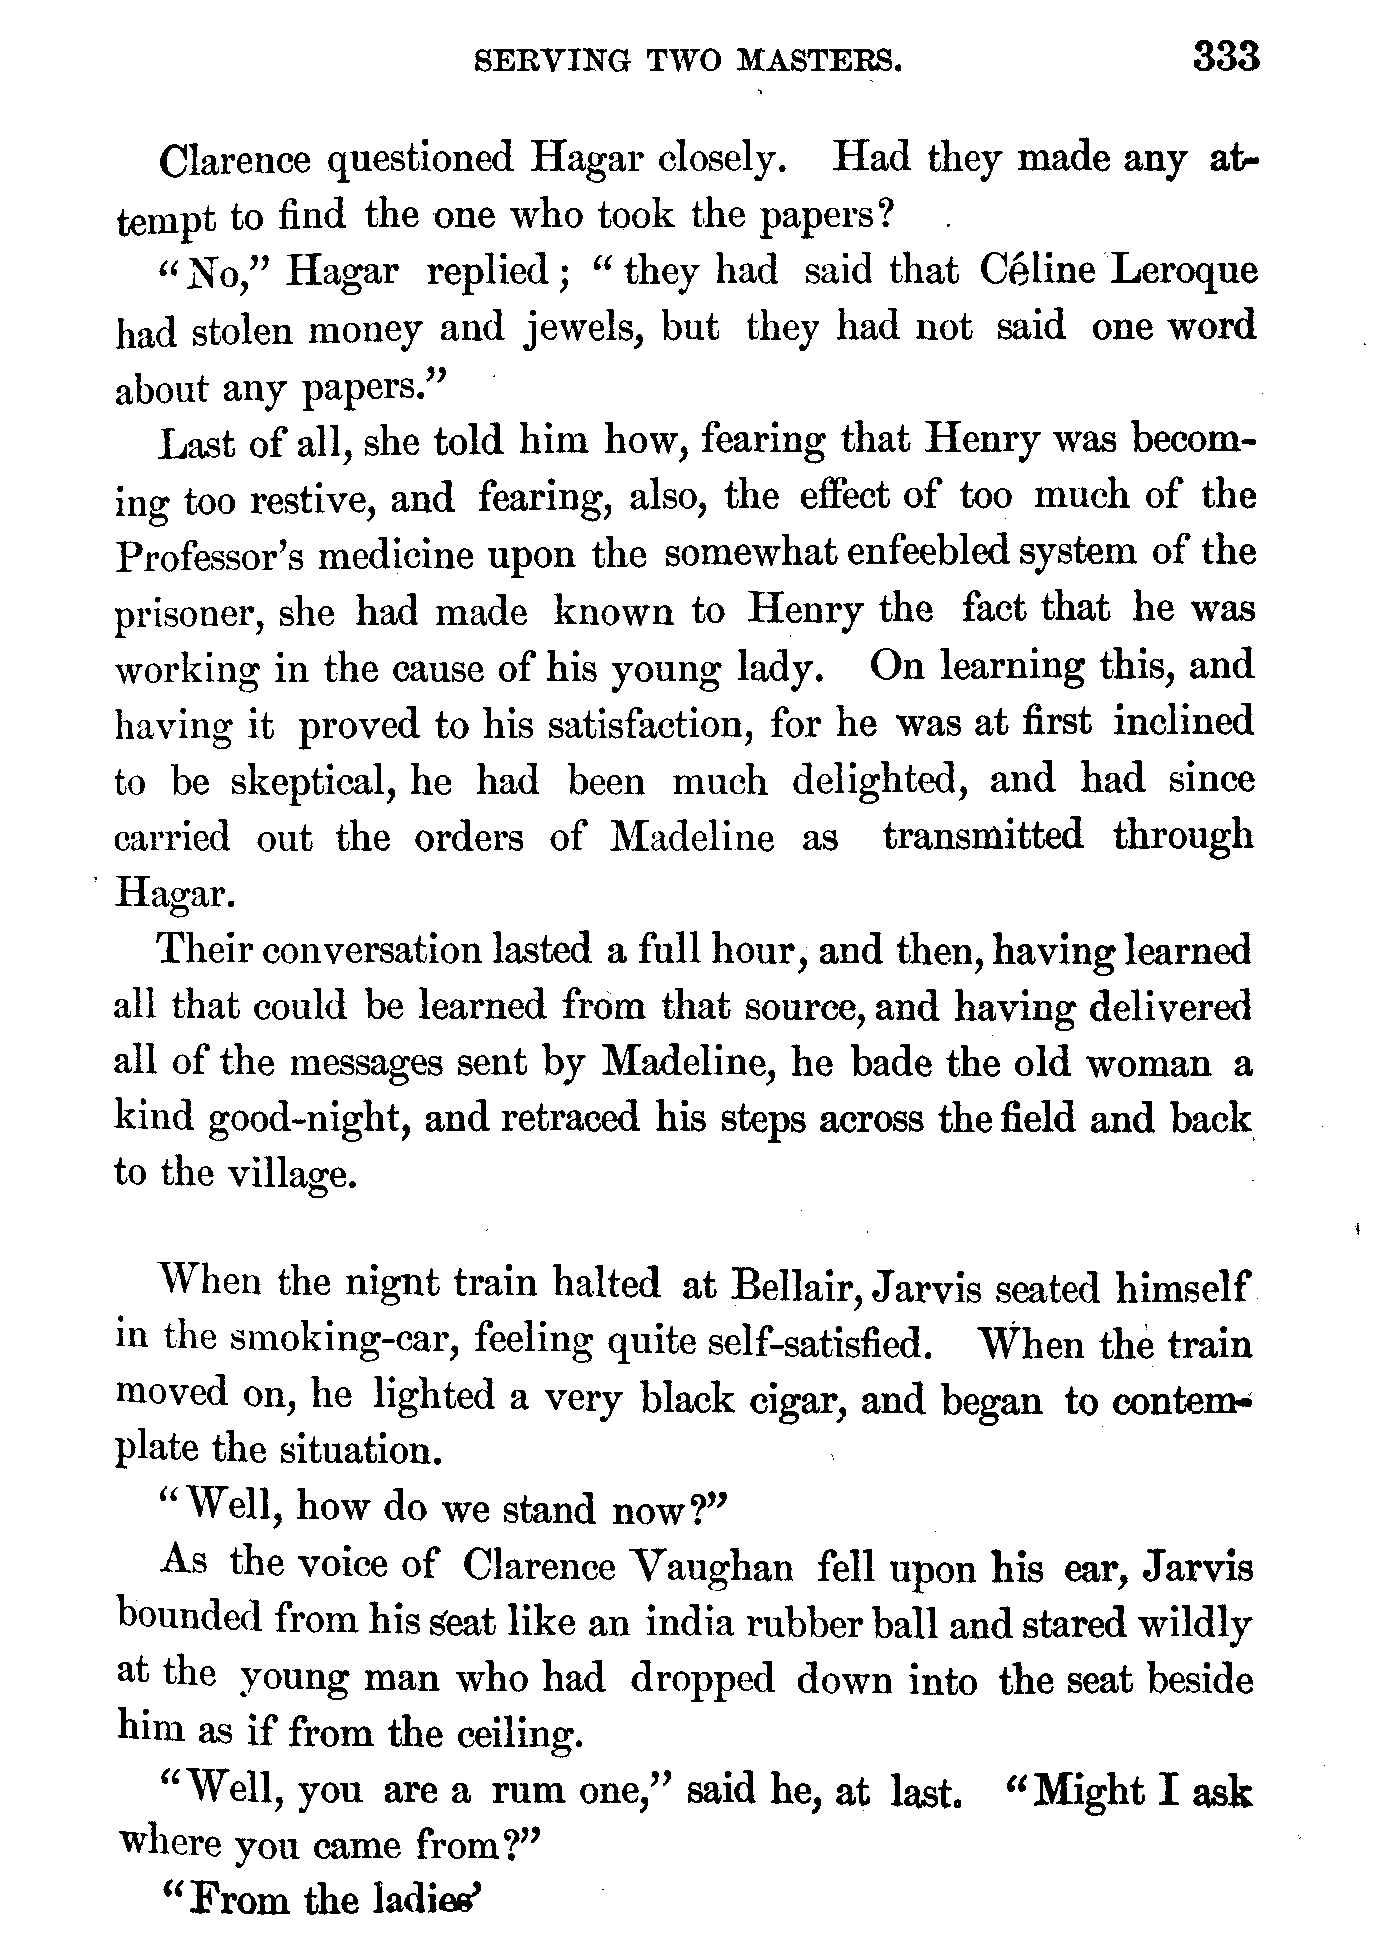 SERVING TWO MASTERS. 333
Clarence questioned Hagar closely. Had they made any at-
tempt to find the one who took the papers?
"No," Hagar replied; "they had said that Céline Leroque
had stolen money and jewels, but they had not said one word
about any papers."
Last of all, she told him how, fearing that Henry was becom-
ing too restive, and fearing, also, the effect of too much of the
Professor's medicine upon the somewhat enfeebled system of the
prisoner, she had made known to Henry the fact that he was
working in the cause of his young lady. On learning this, and
having it proved to his satisfaction, for he was at first inclined
to be skeptical, he had been much delighted, and had since
carried out the orders of Madeline as transmitted through
Hagar.
Their conversation lasted a full hour, and then, having learned
all that could be learned from that source, and having delivered
all of the messages sent by Madeline, he bade the old woman a
kind good-night, and retraced his steps across the field and back
to the village.
When the nignt train halted at Bellair, Jarvis seated himself
in the smoking-car, feeling quite self-satisfied. When the train
moved on, he lighted a very black cigar, and began to contem-
plate the situation.
"Well, how do we stand now?"
As the voice of Clarence Vaughan fell upon his ear, Jarvis
bounded from his seat like an india rubber ball and stared wildly
at the young man who had dropped down into the seat beside
him as if from the ceiling.
"Well, you are a rum one," said he, at last. "Might I ask
where you came from?"
"From the ladies'